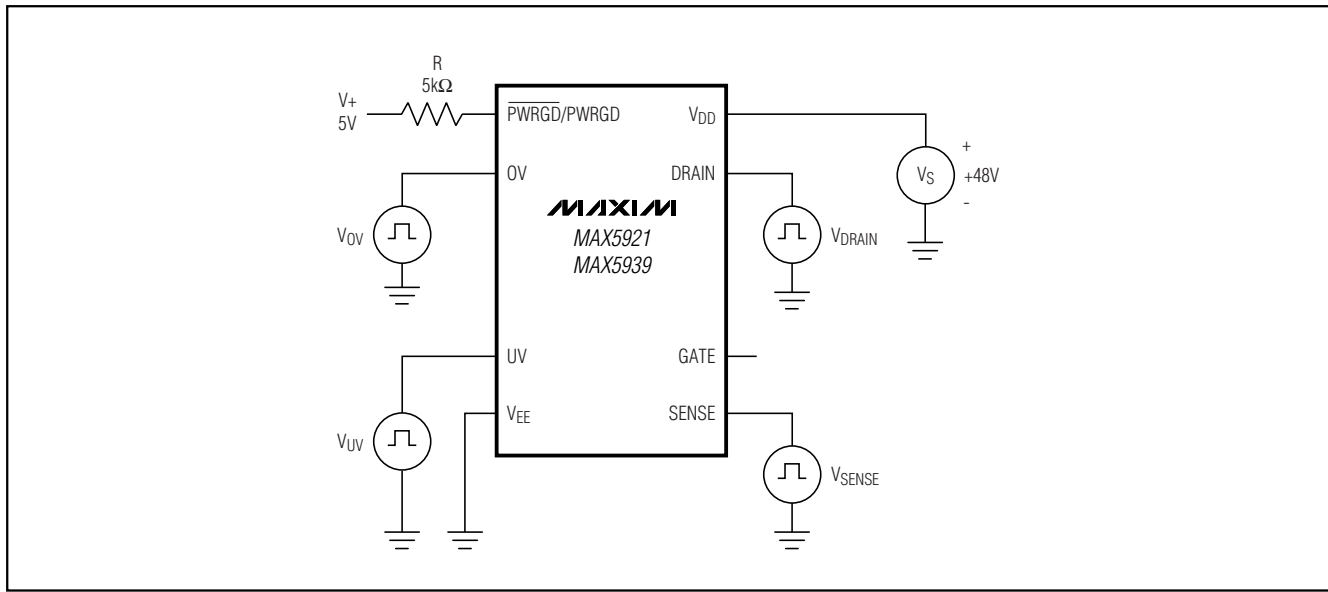 R
5kΩ
V+
5V
PWRGD/PWRGD
VDD
+
VS
+48V
-
OV
DRAIN
MAXIM
MAX5921
MAX5939
VOV
VDRAIN
UV
GATE
VEE
SENSE
VUV
VSENSE